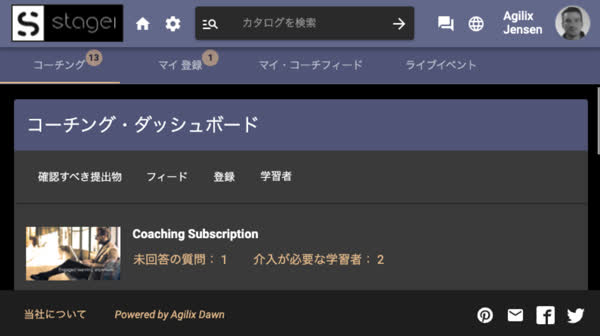 S stage1
カタログを検索
Agilix
Jensen
コーチング 13
マイ 登録 1
マイ・コーチフィード
ライブイベント
コーチング・ダッシュボード
確認すべき提出物
フィード
登録
学習者
Engaged learning, anywhere.
Coaching Subscription
未回答の質問： 1
介入が必要な学習者： 2
当社について
Powered by Agilix Dawn